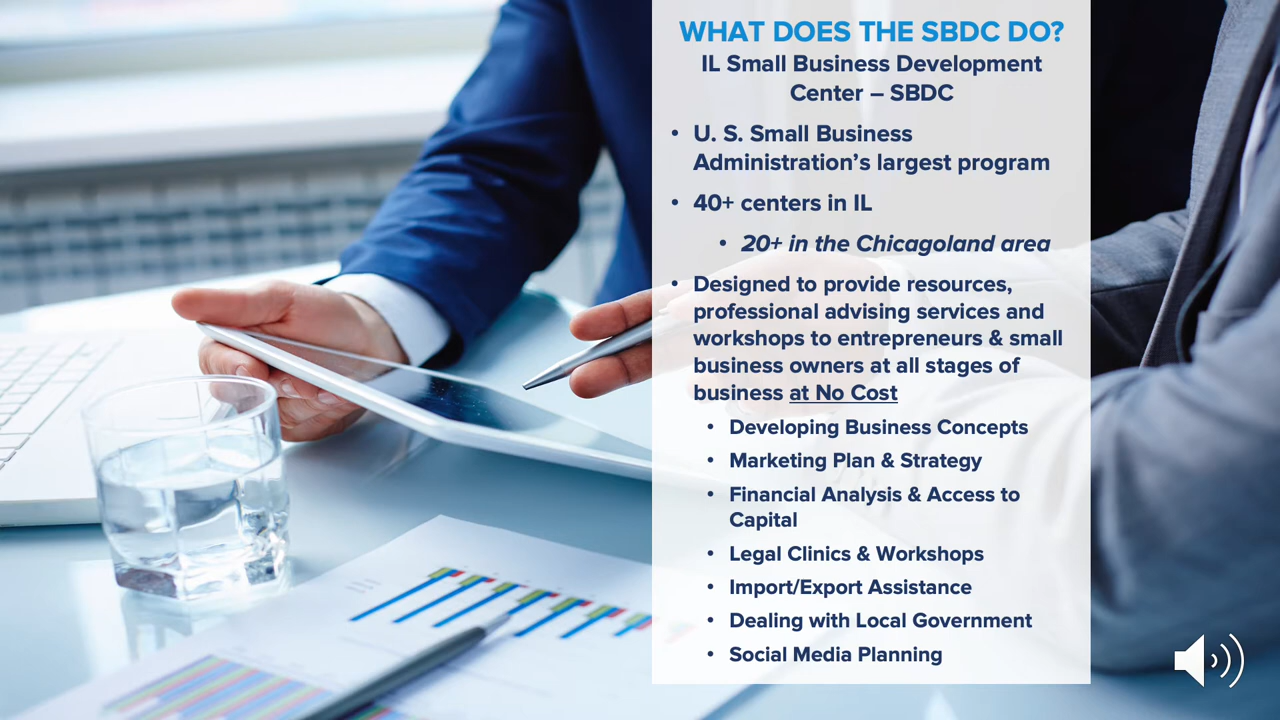 WHAT DOES THE SBDC DO?
IL Small Business Development
Center – SBDC
• U. S. Small Business
Administration’s largest program
• 40+ centers in IL
• 20+ in the Chicagoland area
• Designed to provide resources,
professional advising services and
workshops to entrepreneurs & small
business owners at all stages of
business at No Cost
• Developing Business Concepts
• Marketing Plan & Strategy
• Financial Analysis & Access to
Capital
• Legal Clinics & Workshops
• Import/Export Assistance
• Dealing with Local Government
• Social Media Planning